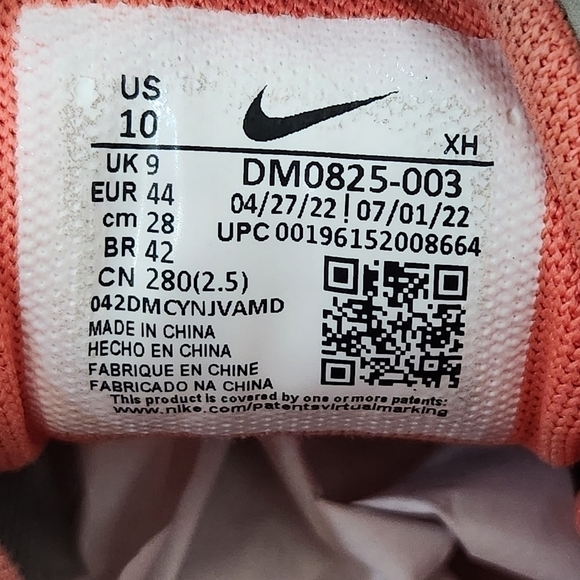 US
10
XH
UK 9
EUR 44
cm 28
BR 42
CN 280(2.5)
DM0825-003
04/27/22 | 07/01/22
UPC 00196152008664
042DMCYNJVAMD
MADE IN CHINA
HECHO EN CHINA
FABRIQUE EN CHINE
FABRICADO NA CHINA
This product is covered by one or more patents:
www.nike.com/patentsvirtualmarking